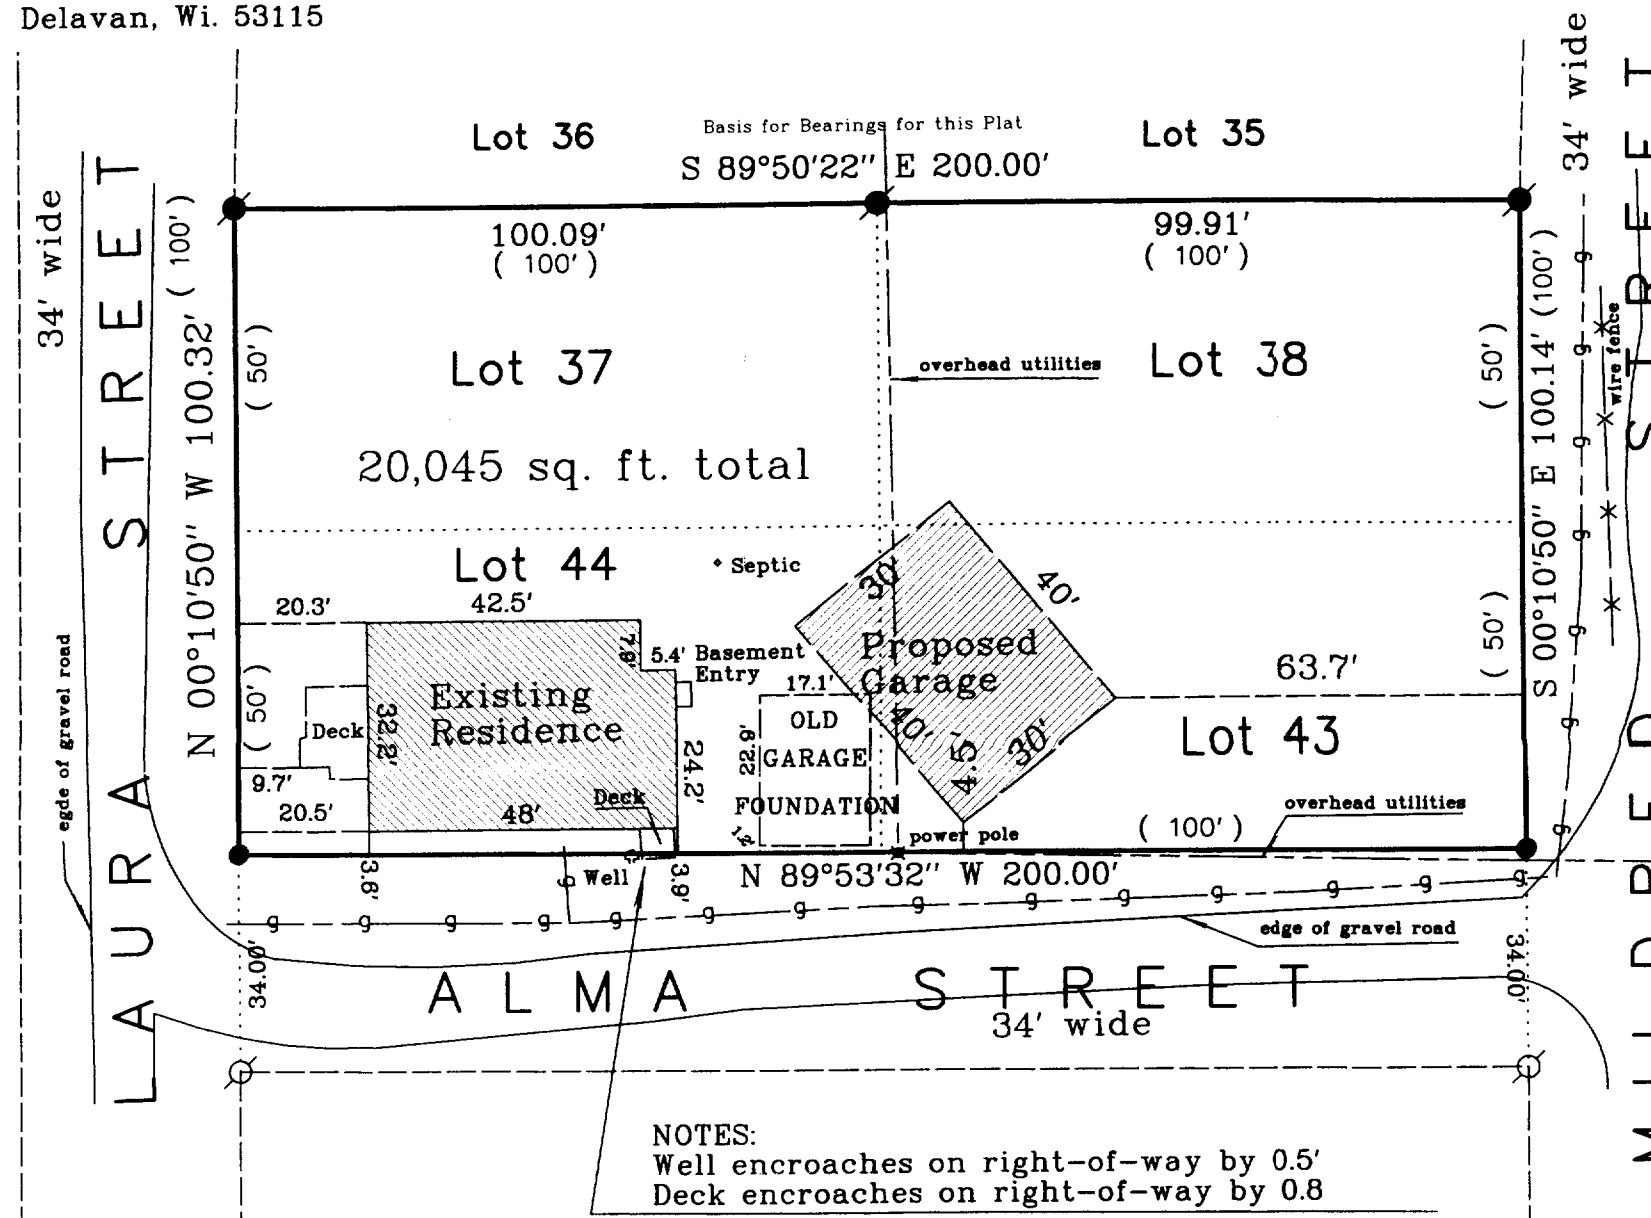 Delavan, Wi. 53115
34' wide
34' wide
Lot 36
Basis for Bearings for this Plat
Lot 35
S 89°50'22" E 200.00'
100.09'
( 100')
99.91'
( 100')
( 100')
N 00°10'50" W 100.32'
( 50')
( 50')
S 00°10'50" E 100.14' (100')
( 50')
( 50')
Lot 37
overhead utilities
Lot 38
wire fence
20,045 sq. ft. total
Lot 44
Septic
30'
40'
20.3'
42.5'
7.9'
5.4' Basement
Entry
Proposed
Garage
17.1'
63.7'
Existing
Residence
Deck
32.2'
24.2'
22.9'
OLD
GARAGE
FOUNDATION
40'
4.5'
30'
Lot 43
9.7'
20.5'
48'
Deck
overhead utilities
power pole
( 100')
egde of gravel road
3.6'
g
Well
3.9'
N 89°53'32" W 200.00'
g g g g g g g g g g g
g g g g g g g g
edge of gravel road
34.00'
34.00'
LAURA STREET
ALMA STREET
34' wide
MILDRED STREET
NOTES:
Well encroaches on right-of-way by 0.5'
Deck encroaches on right-of-way by 0.8